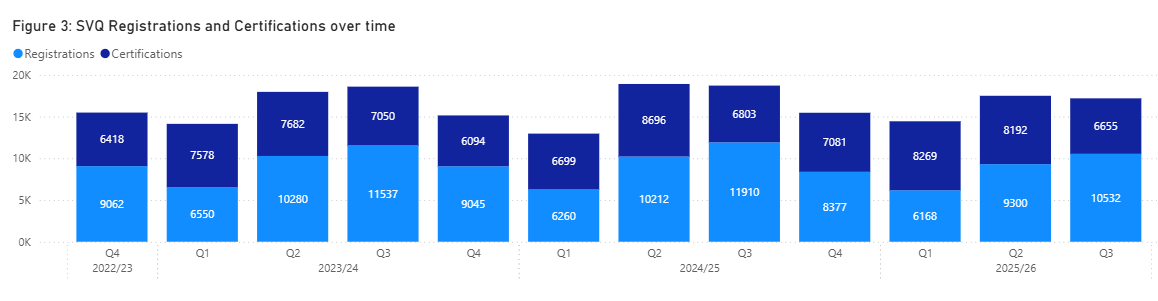 Figure 3: SVQ Registrations and Certifications over time
Registrations Certifications
20K
15K
10K
5K
0K
6418 7578 7682 7050 6094 6699 8696 6803 7081 8269 8192 6655
9062 6550 10280 11537 9045 6260 10212 11910 8377 6168 9300 10532
Q4 Q1 Q2 Q3 Q4 Q1 Q2 Q3 Q4 Q1 Q2 Q3
2022/23 2023/24 2024/25 2025/26